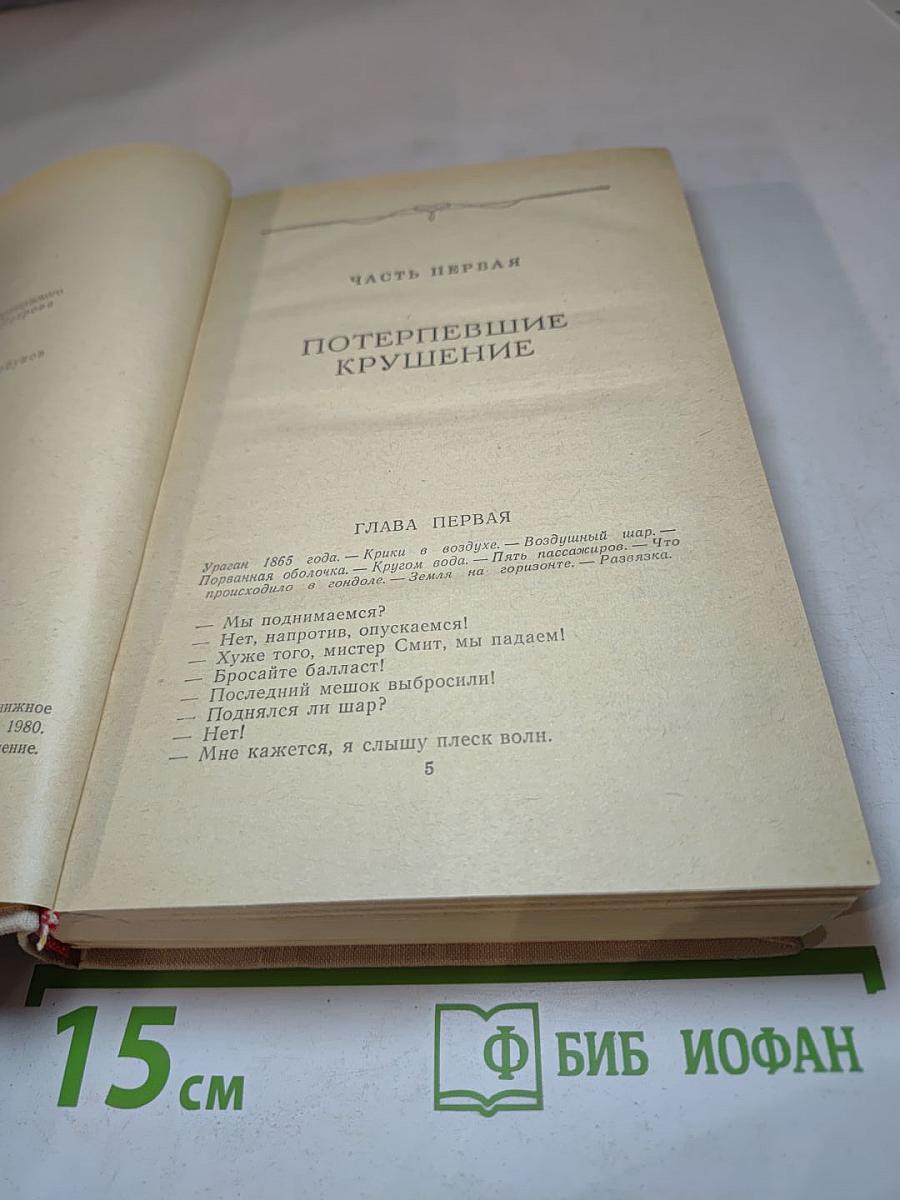 нижное
1980.
ЧАСТЬ ПЕРВАЯ
ПОТЕРПЕВШИЕ
КРУШЕНИЕ
ГЛАВА ПЕРВАЯ
Ураган 1865 года. — Крики в воздухе. — Воздушный шар. —
Порванная оболочка. — Кругом вода. — Пять пассажиров. — Что
происходило в гондоле. — Земля на горизонте. — Развязка.
— Мы поднимаемся?
— Нет, напротив, опускаемся!
— Хуже того, мистер Смит, мы падаем!
— Бросайте балласт!
— Последний мешок выбросили!
— Поднялся ли шар?
— Нет!
— Мне кажется, я слышу плеск волн.
5
15 см
Ф БИБ ИОФАН